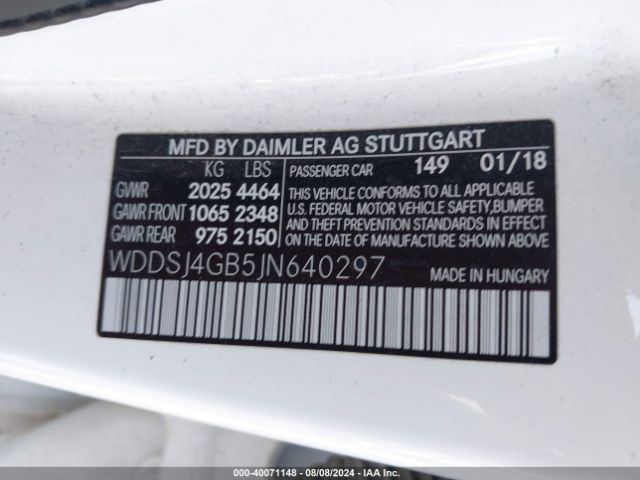 MFD BY DAIMLER AG STUTTGART
KG LBS PASSENGER CAR 149 01/18
GVWR 2025 4464
GAWR FRONT 1065 2348
GAWR REAR 975 2150
THIS VEHICLE CONFORMS TO ALL APPLICABLE
U.S. FEDERAL MOTOR VEHICLE SAFETY,BUMPER
AND THEFT PREVENTION STANDARDS IN EFFECT
ON THE DATE OF MANUFACTURE SHOWN ABOVE.
WDDSJ4GB5JN640297 MADE IN HUNGARY
000-40071148 - 08/08/2024 - IAA Inc.